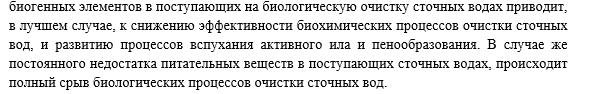 биогенных элементов в поступающих на биологическую очистку сточных водах приводит,
в лучшем случае, к снижению эффективности биохимических процессов очистки сточных
вод, и развитию процессов вспухания активного ила и пенообразования. В случае же
постоянного недостатка питательных веществ в поступающих сточных водах, происходит
полный срыв биологических процессов очистки сточных вод.